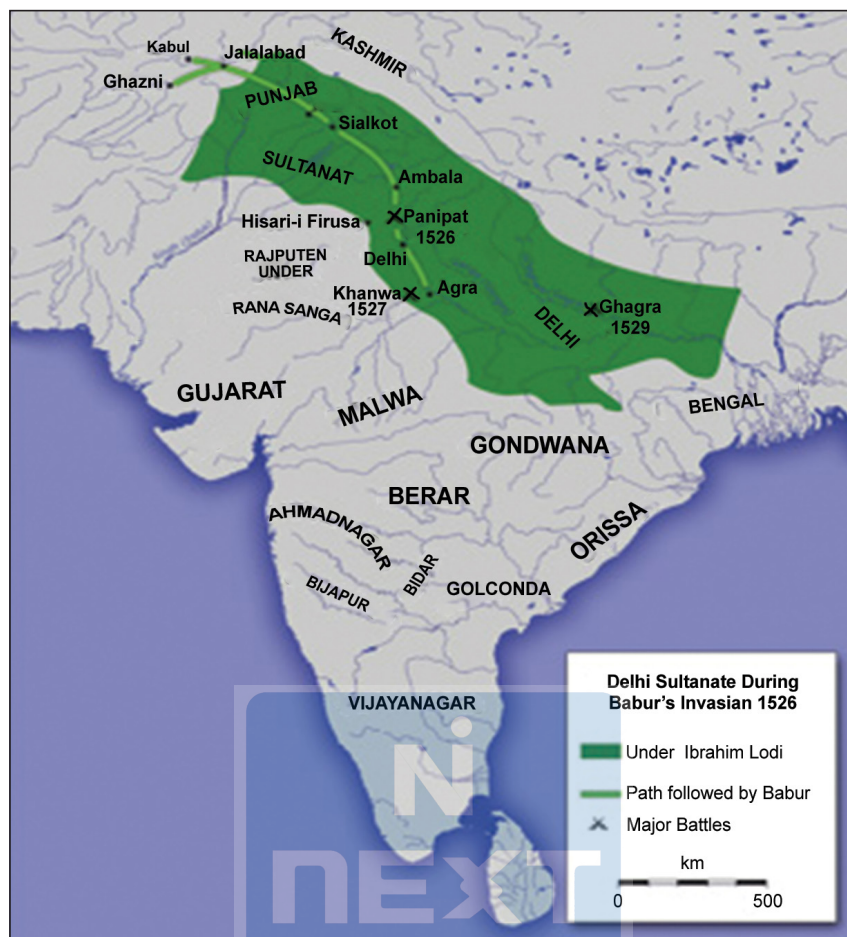 KASHMIR
Kabul
Jalalabad
Ghazni
PUNJAB
Sialkot
SULTANAT
Ambala
Hisari-i Firusa
Panipat
1526
Delhi
RAJPUTEN
UNDER
Khanwa
1527
Agra
RANA SANGA
DELHI
Ghagra
1529
GUJARAT
MALWA
BENGAL
GONDWANA
BERAR
AHMADNAGAR
ORISSA
BIDAR
BIJAPUR
GOLCONDA
VIJAYANAGAR
Delhi Sultanate During
Babur's Invasian 1526
Under Ibrahim Lodi
Path followed by Babur
Major Battles
km
0 500
Ni
NEXT